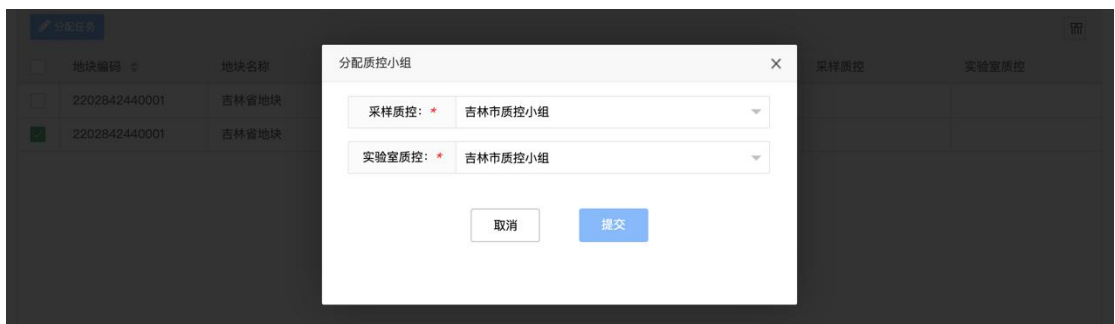 分配任务
地块编码 地块名称 采样质控 实验室质控
2202842440001 吉林省地块
2202842440001 吉林省地块
分配质控小组
采样质控： * 吉林市质控小组
实验室质控： * 吉林市质控小组
取消 提交